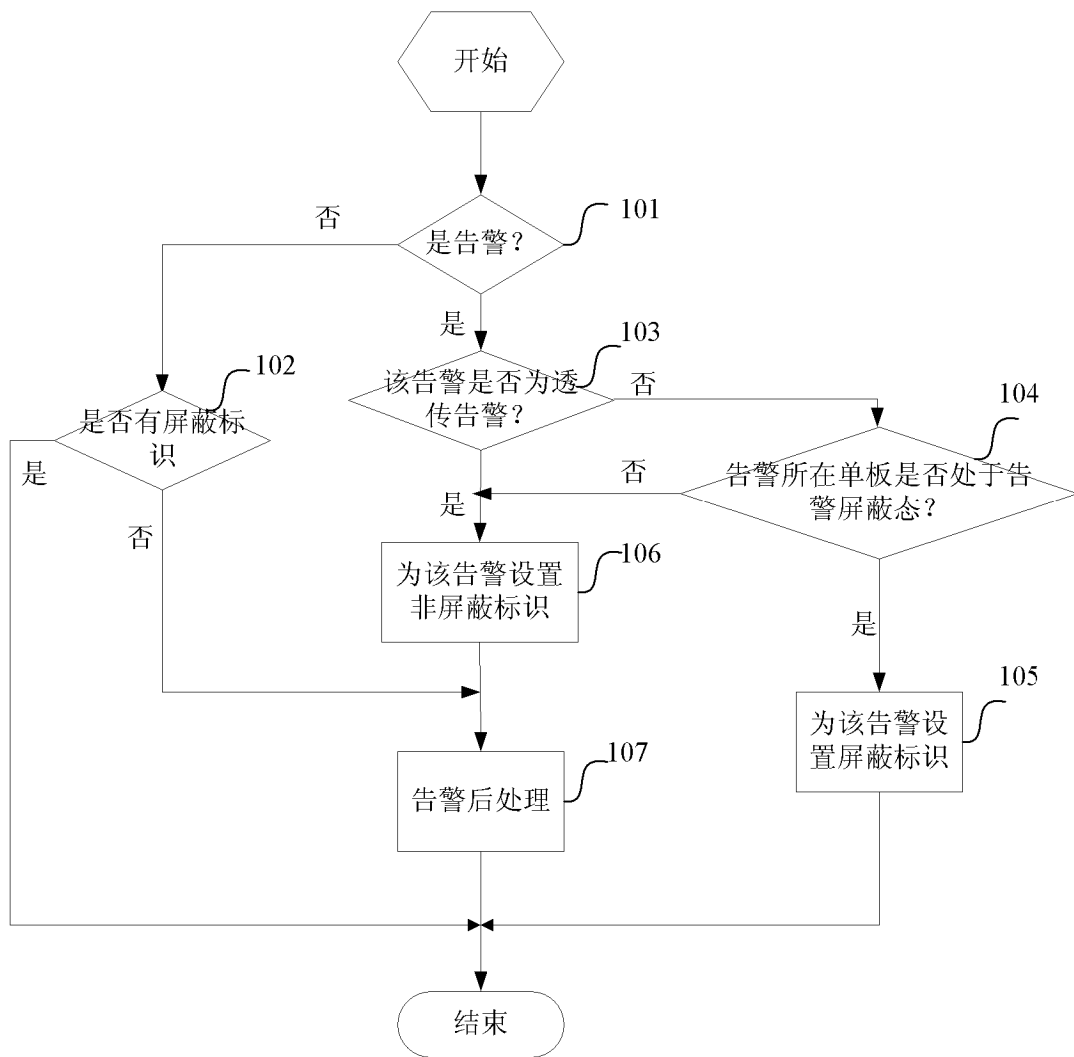 开始
101
否
是告警？
是
103
该告警是否为透
传告警？
否
102
是否有屏蔽标
识
是
104
告警所在单板是否处于告
警屏蔽态？
否
是
否
106
为该告警设置
非屏蔽标识
是
105
为该告警设
置屏蔽标识
107
告警后处理
结束